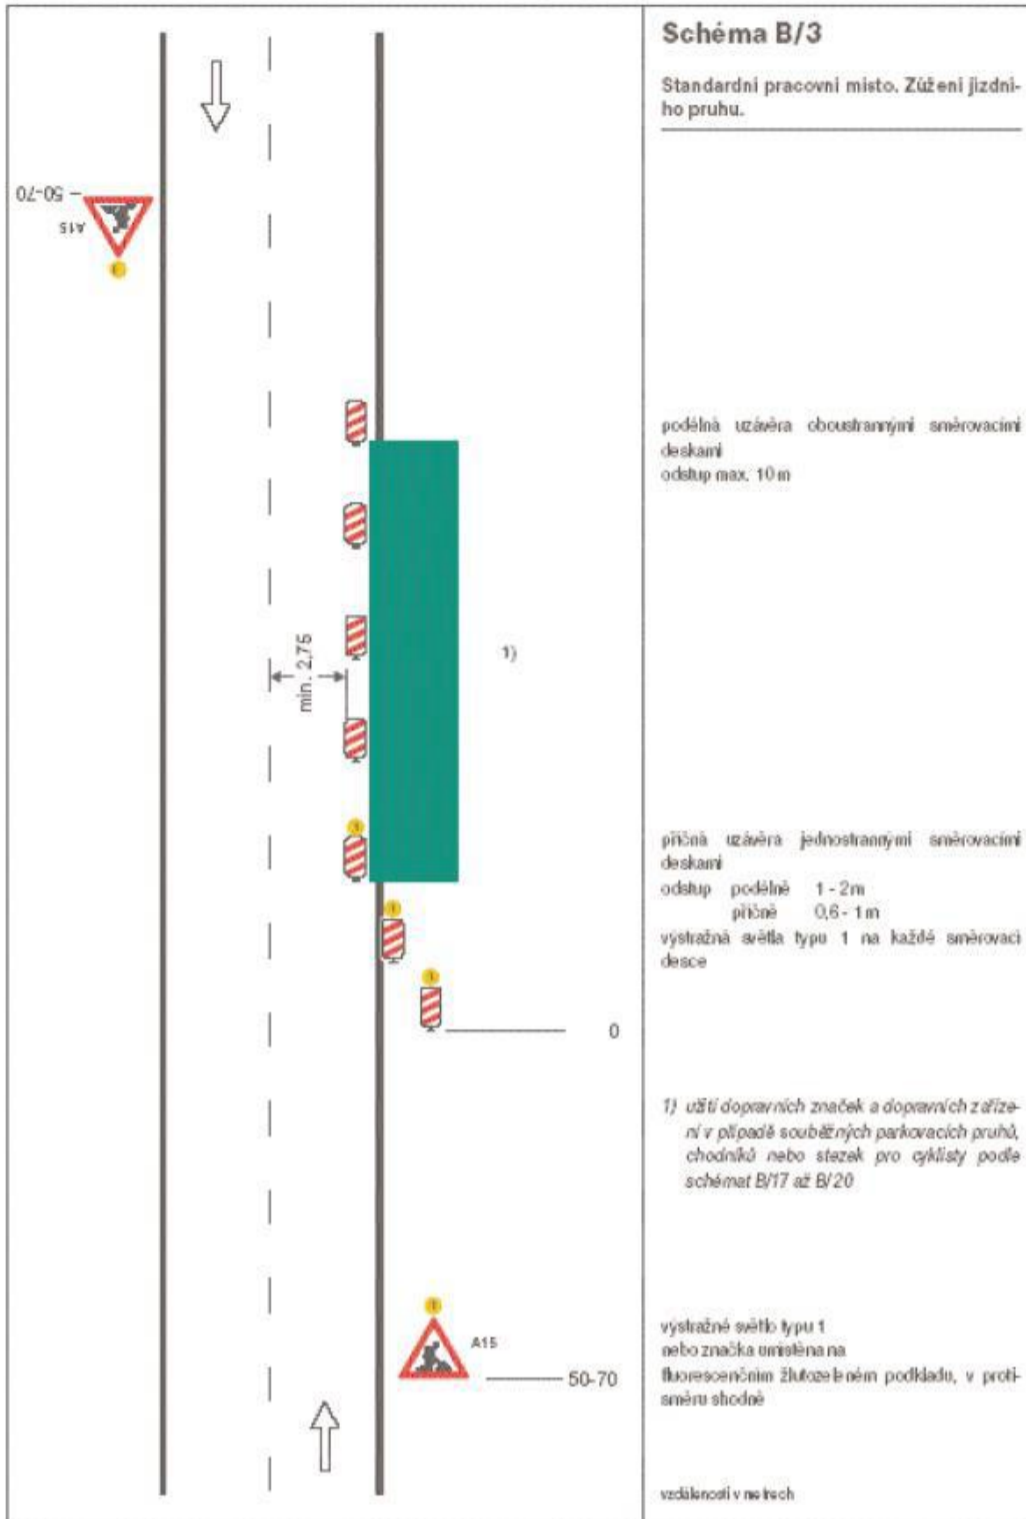 Schéma B/3
Standardní pracovní místo. Zúžení jízdní-
ho pruhu.
50-70
A15
podélná uzávěra oboustrannými směrovacími
deskami
odstup max. 10 m
min. 2,75
1)
příčná uzávěra jednostrannými směrovacími
deskami
odstup podélně 1 - 2m
příčně 0,6 - 1m
výstražná světla typu 1 na každé směrovací
desce
0
1) užití dopravních značek a dopravních zaříze-
ní v případě souběžných parkovacích pruhů,
chodníků nebo stezek pro cyklisty podle
schémat B/17 až B/20
A15
50-70
výstražné světlo typu 1
nebo značka umístěna na
fluorescenčním žlutozeleném podkladu, v proti-
směru shodně
vzdálenosti v metrech